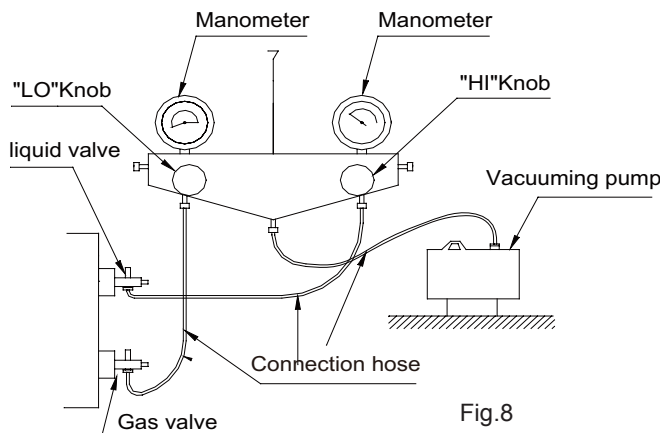 Manometer
Manometer
"LO"Knob
"HI"Knob
liquid valve
Vacuuming pump
Connection hose
Gas valve
Fig.8